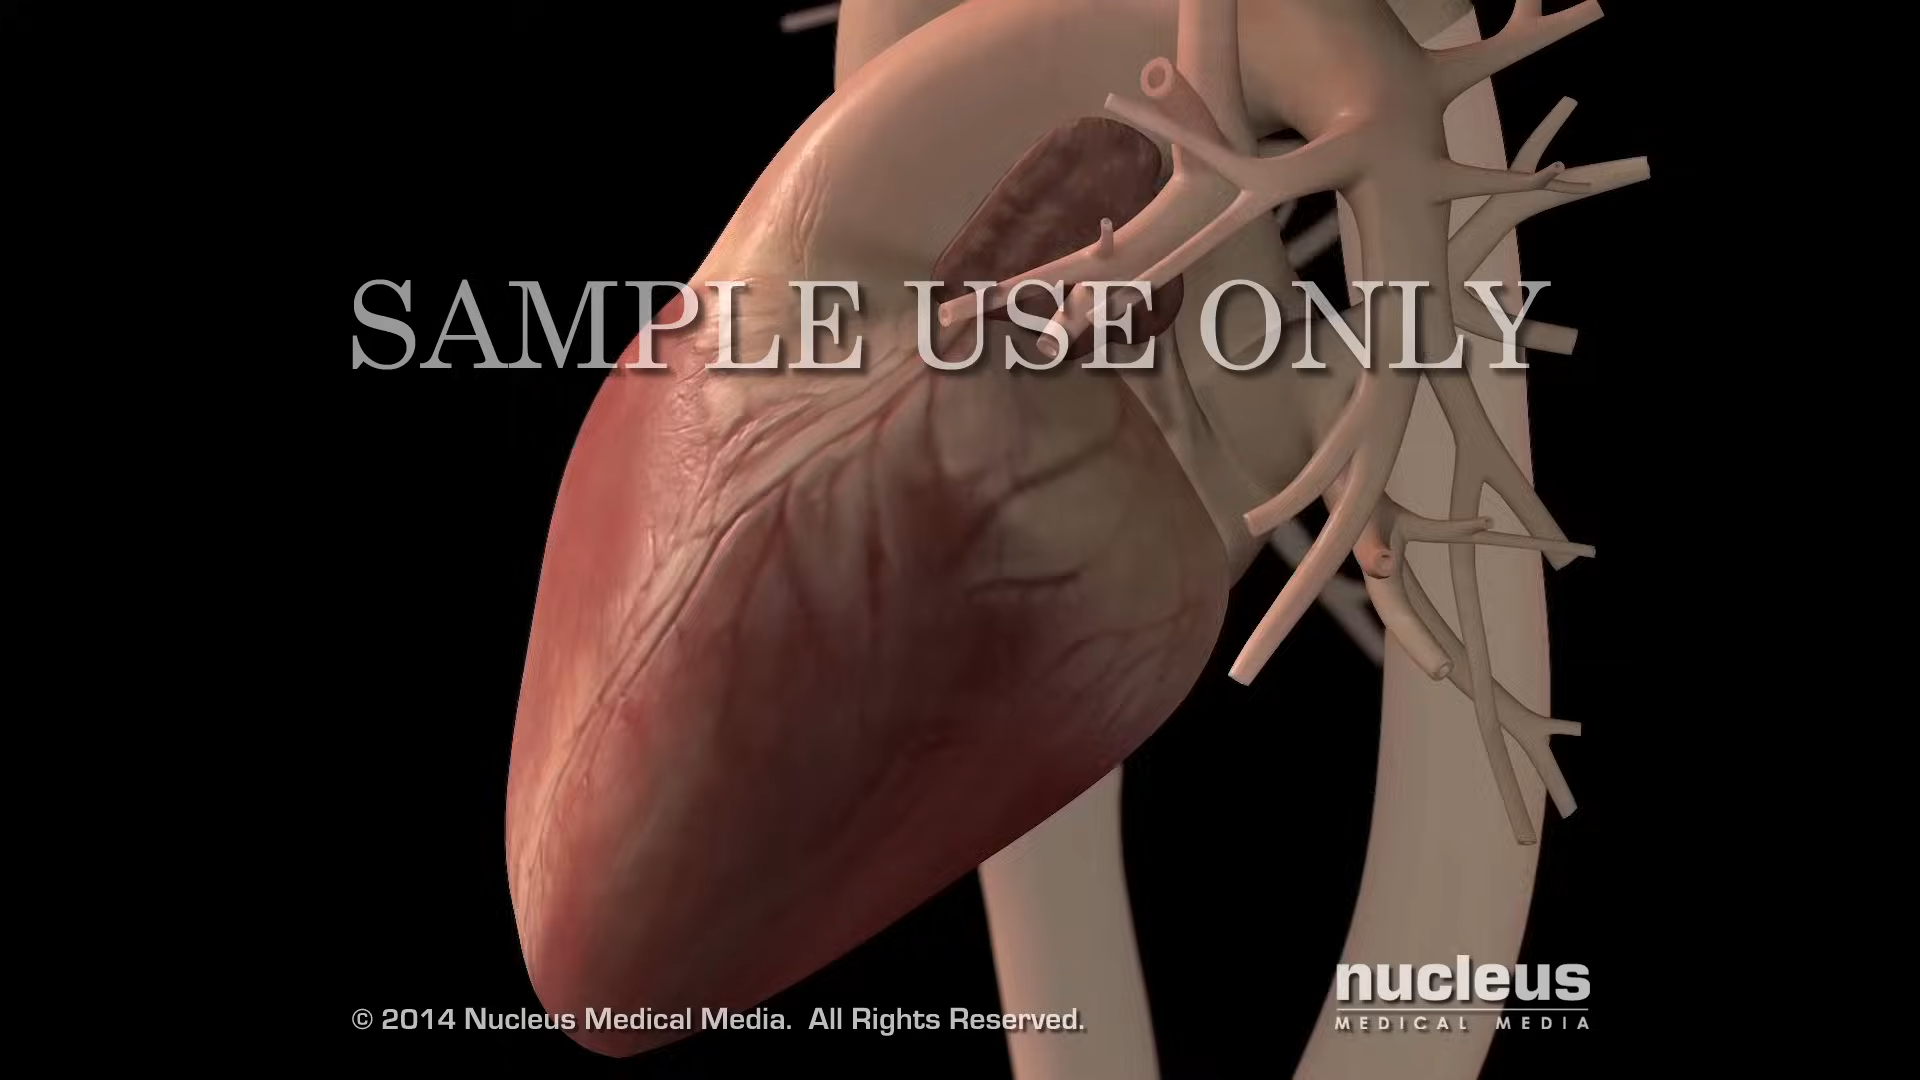 SAMPLE USE ONLY
© 2014 Nucleus Medical Media. All Rights Reserved.
nucleus
MEDICAL MEDIA